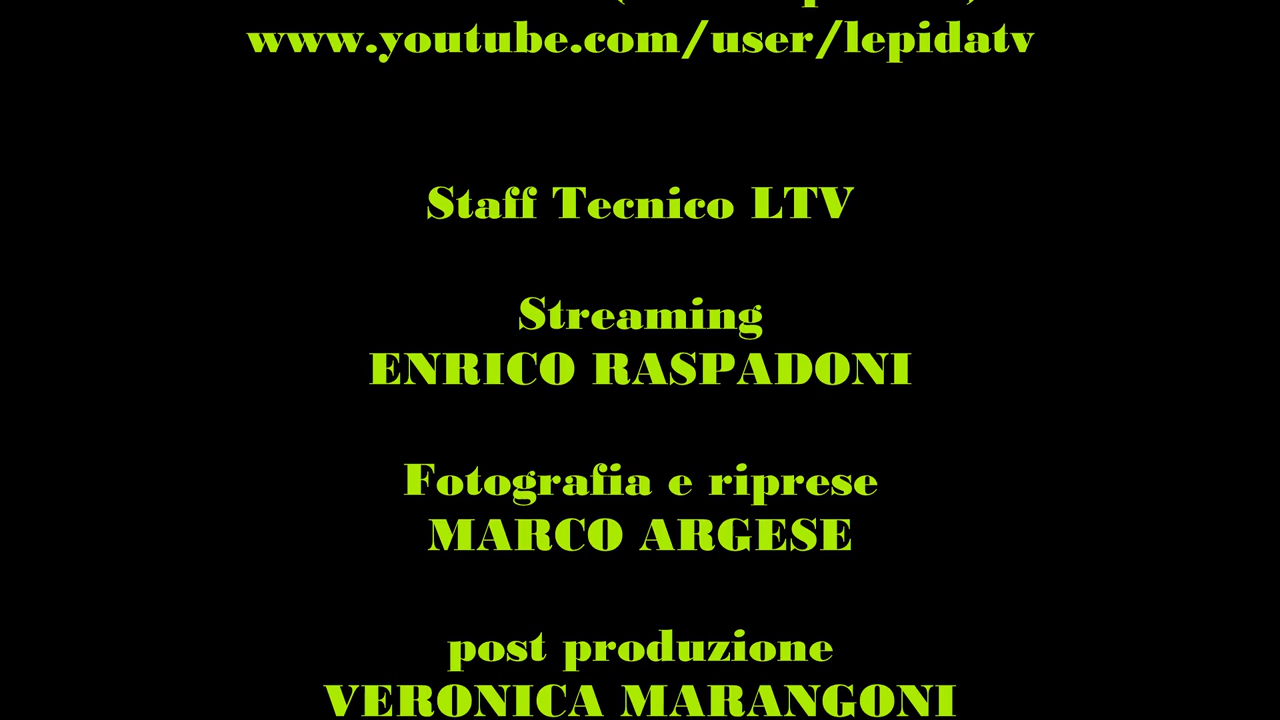 www.youtube.com/user/lepidatv
Staff Tecnico LTV
Streaming
ENRICO RASPADONI
Fotografia e riprese
MARCO ARGESE
post produzione
VERONICA MARANGONI